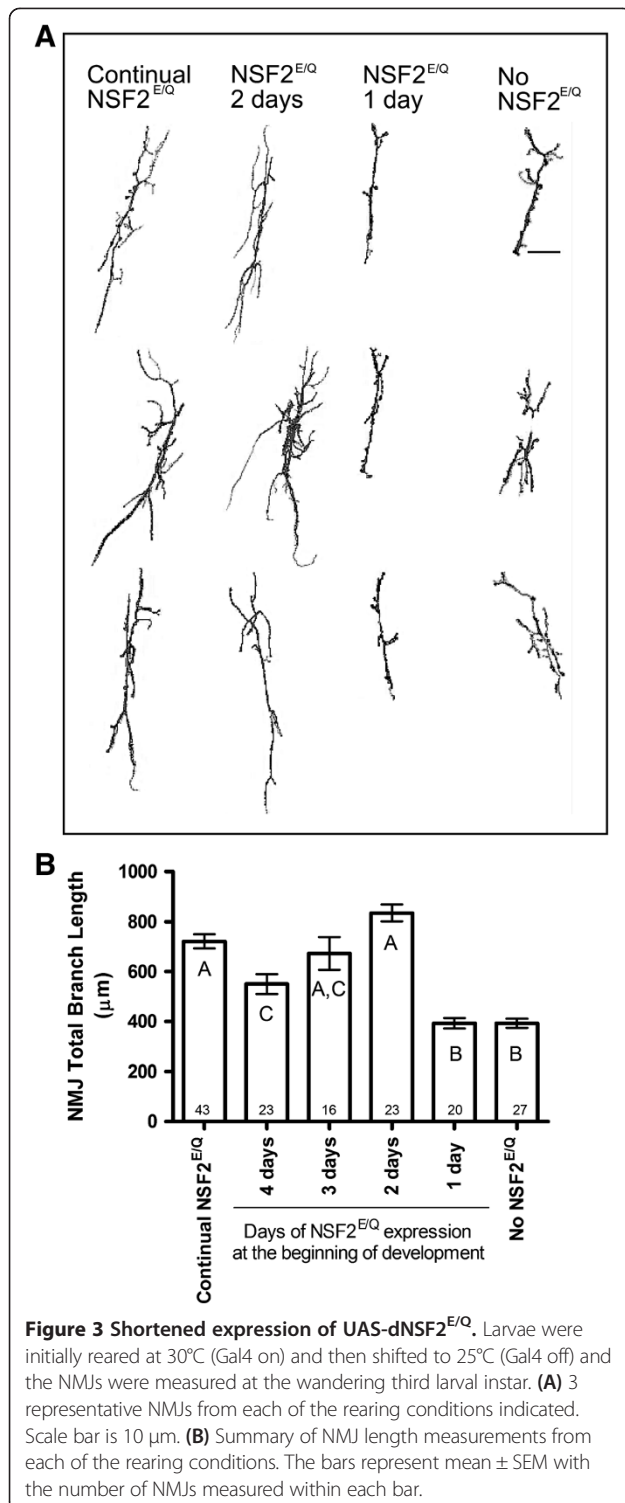 A
Continual NSF2E/Q
NSF2E/Q 2 days
NSF2E/Q 1 day
No NSF2E/Q
B
NMJ Total Branch Length (µm)
1000
800
600
400
200
0
A
C
A,C
A
B
B
43
23
16
23
20
27
Continual NSF2E/Q
4 days
3 days
2 days
1 day
No NSF2E/Q
Days of NSF2E/Q expression
at the beginning of development
Figure 3 Shortened expression of UAS-dNSF2E/Q. Larvae were
initially reared at 30°C (Gal4 on) and then shifted to 25°C (Gal4 off) and
the NMJs were measured at the wandering third larval instar. (A) 3
representative NMJs from each of the rearing conditions indicated.
Scale bar is 10 µm. (B) Summary of NMJ length measurements from
each of the rearing conditions. The bars represent mean ± SEM with
the number of NMJs measured within each bar.